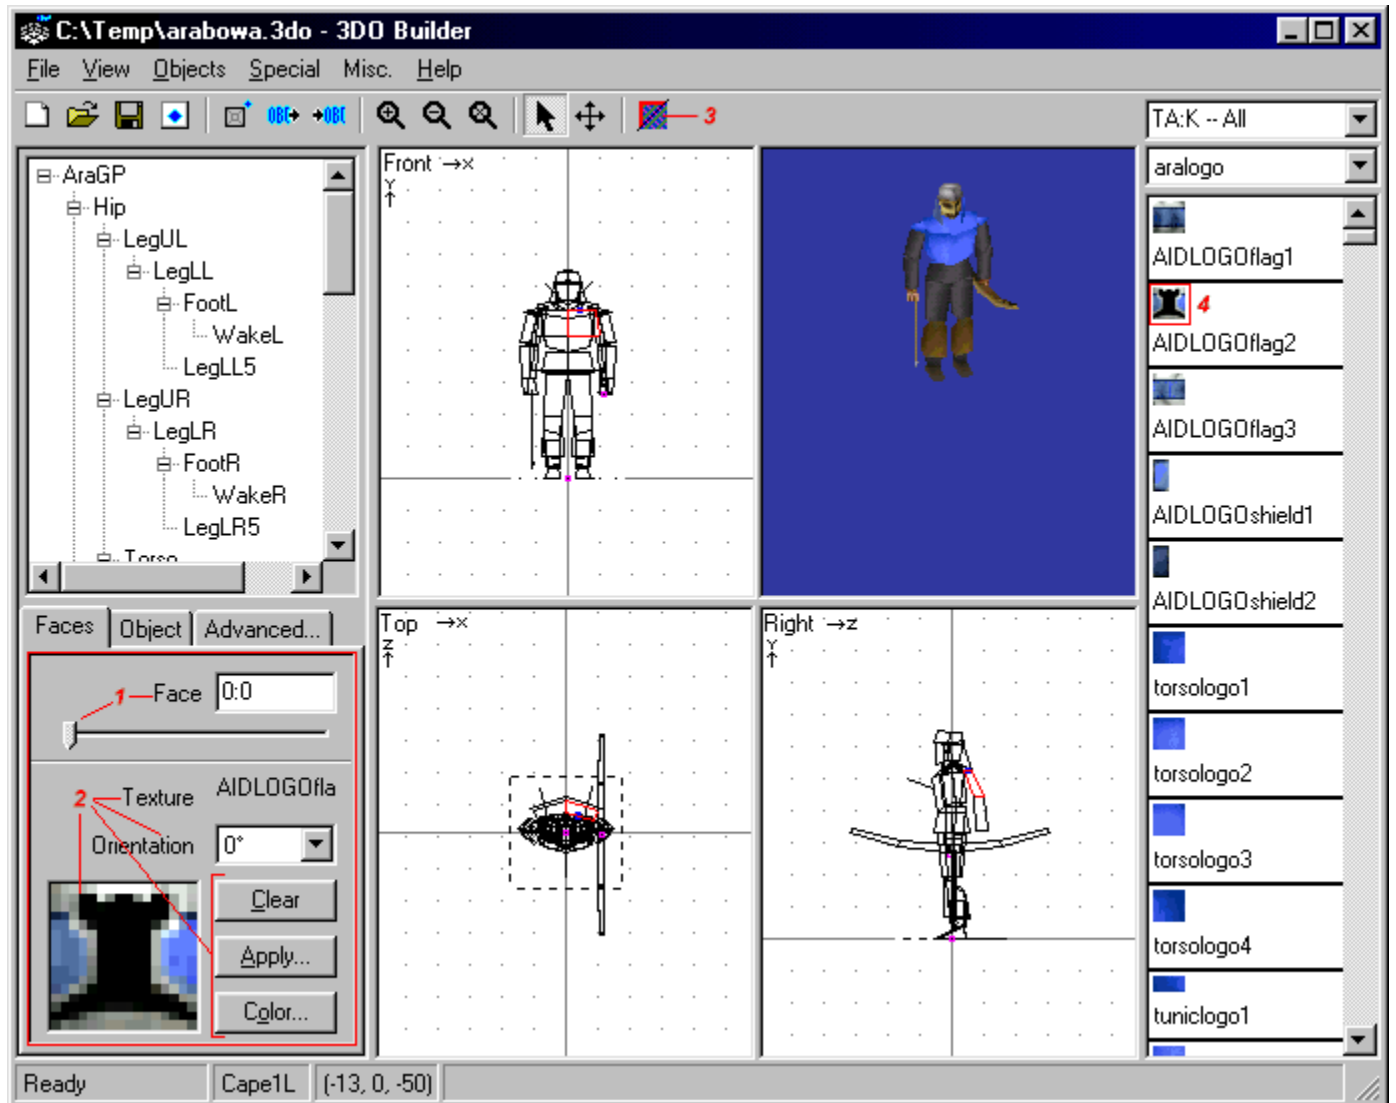 C:\Temp\arabowa.3do - 3DO Builder
File View Objects Special Misc. Help
3
TA:K -- All
aralogo
AraGP
Hip
LegUL
LegLL
FootL
WakeL
LegLL5
LegUR
LegLR
FootR
WakeR
LegLR5
Torso
Front →x
Y
↑
AIDLOGOflag1
4
AIDLOGOflag2
AIDLOGOflag3
AIDLOGOshield1
AIDLOGOshield2
torsologo1
torsologo2
torsologo3
torsologo4
tuniclogo1
Faces Object Advanced...
1 Face 0:0
2 Texture AIDLOGOfla
Orientation 0°
Clear
Apply...
Color...
Top →x
Z
↑
Right →z
Y
↑
Ready Cape1L (-13, 0, -50)